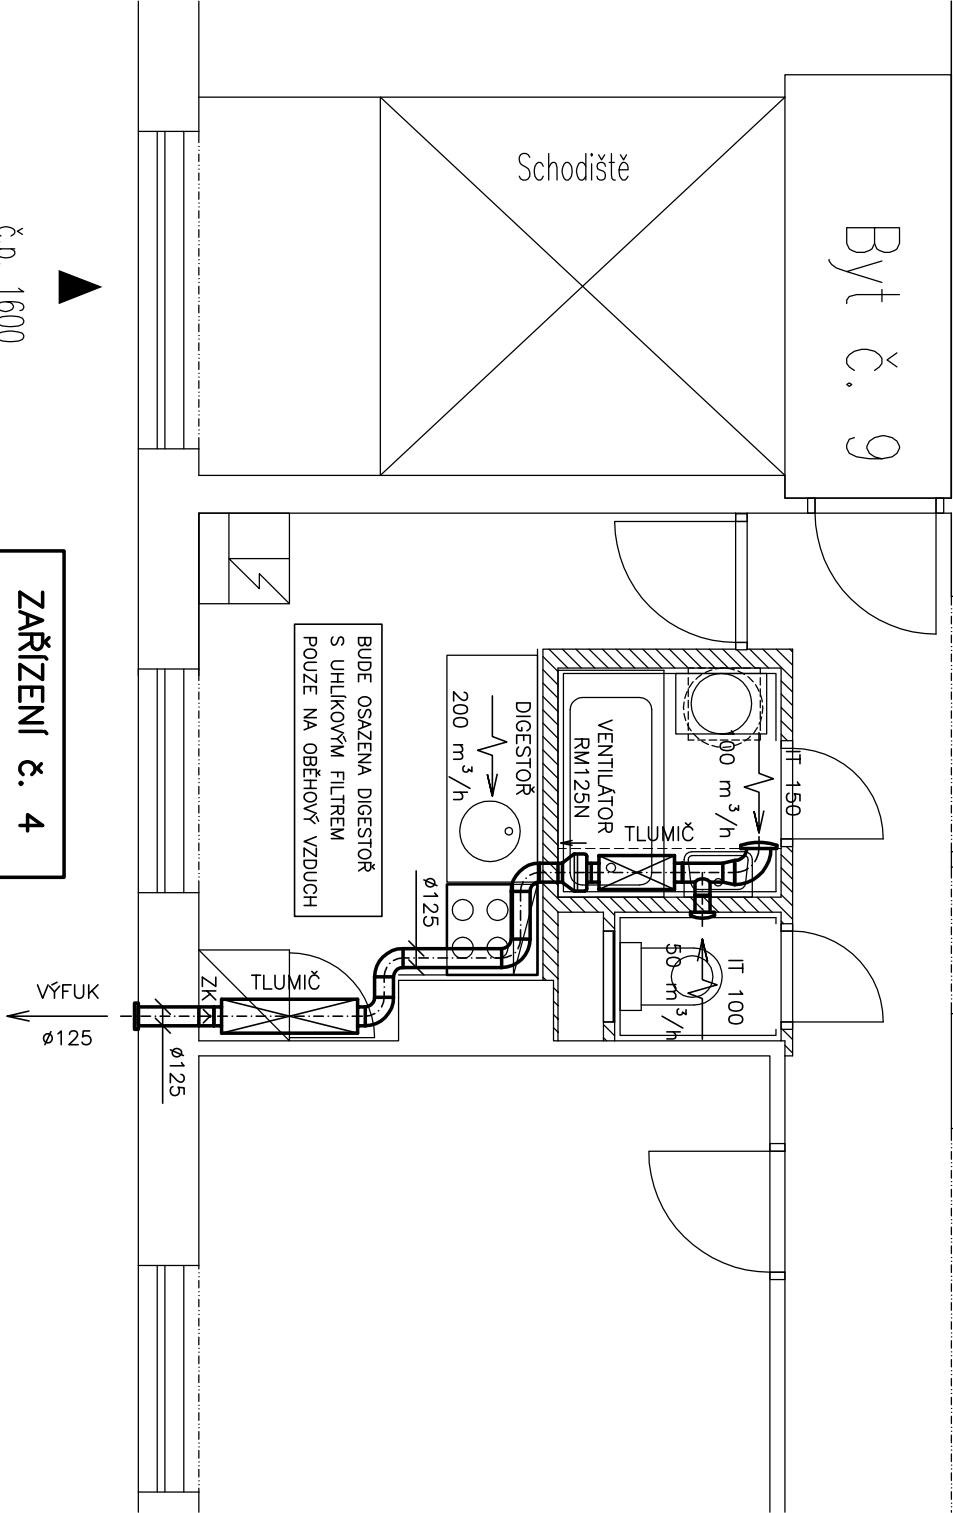 Schodiště
Byt č. 9
č.p. 1600
ZAŘÍZENÍ č. 4
BUDE OSAZENA DIGESTOŘ
S UHLÍKOVÝM FILTREM
POUZE NA OBĚHOVÝ VZDUCH
DIGESTOŘ
200 m³/h
VENTILÁTOR
RM125N
IT 150
00 m³/h
TLUMIČ
IT 100
50 m³/h
ø125
TLUMIČ
ZK
VÝFUK
ø125
ø125